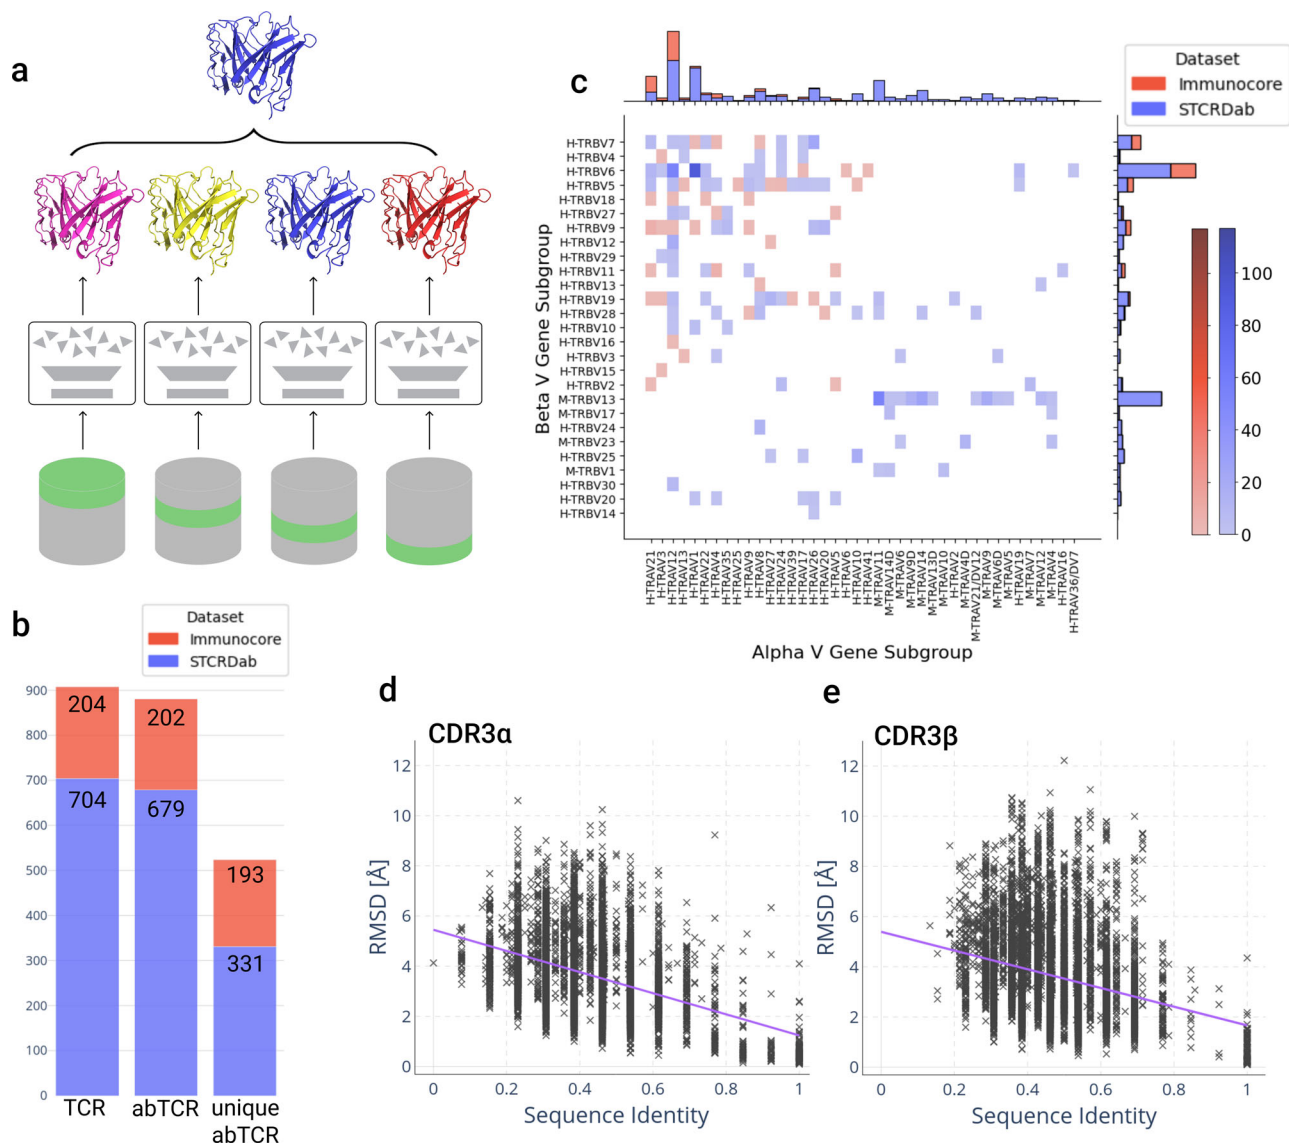 a
b
Dataset
Immunocore
STCRDab
900
800
700
600
500
400
300
200
100
0
204
704
202
679
193
331
TCR
abTCR
unique
abTCR
c
Dataset
Immunocore
STCRDab
Beta V Gene Subgroup
H-TRBV7
H-TRBV4
H-TRBV6
H-TRBV5
H-TRBV18
H-TRBV27
H-TRBV9
H-TRBV12
H-TRBV29
H-TRBV11
H-TRBV13
H-TRBV19
H-TRBV28
H-TRBV10
H-TRBV16
H-TRBV3
H-TRBV15
H-TRBV2
M-TRBV13
M-TRBV17
H-TRBV24
M-TRBV23
H-TRBV25
M-TRBV1
H-TRBV30
H-TRBV20
H-TRBV14
H-TRAV21
H-TRAV3
H-TRAV12
H-TRAV13
H-TRAV1
H-TRAV22
H-TRAV4
H-TRAV35
H-TRAV25
H-TRAV9
H-TRAV8
H-TRAV27
H-TRAV24
H-TRAV39
H-TRAV17
H-TRAV26
H-TRAV20
H-TRAV5
H-TRAV6
H-TRAV10
H-TRAV41
M-TRAV11
M-TRAV14D
M-TRAV6
M-TRAV9D
M-TRAV14
M-TRAV13D
M-TRAV10
H-TRAV2
M-TRAV4D
M-TRAV21/DV12
M-TRAV9
M-TRAV6D
M-TRAV5
H-TRAV19
H-TRAV7
M-TRAV12
M-TRAV4
H-TRAV16
H-TRAV36/DV7
Alpha V Gene Subgroup
100
80
60
40
20
0
d
CDR3α
RMSD [Å]
12
10
8
6
4
2
0
0
0.2
0.4
0.6
0.8
1
Sequence Identity
e
CDR3β
RMSD [Å]
12
10
8
6
4
2
0
0
0.2
0.4
0.6
0.8
1
Sequence Identity